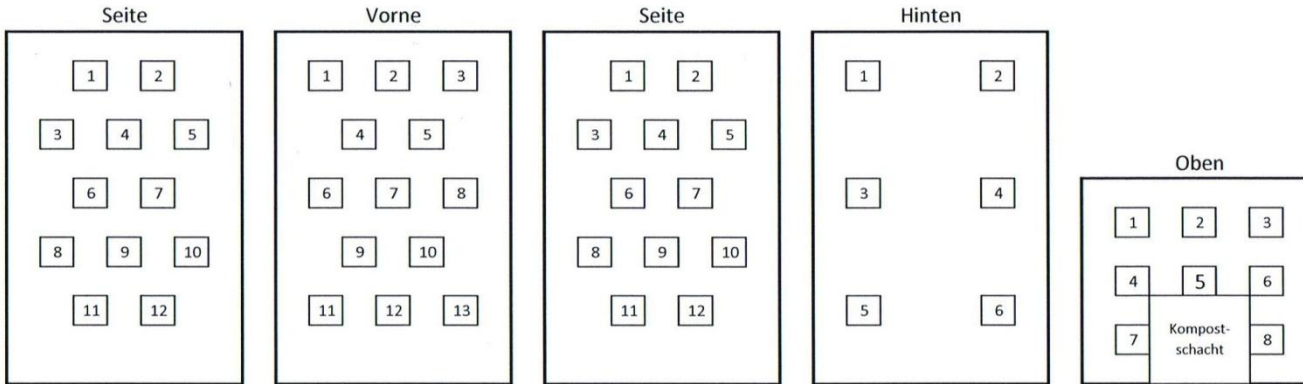 Seite
1 2
3 4 5
6 7
8 9 10
11 12
Vorne
1 2 3
4 5
6 7 8
9 10
11 12 13
Seite
1 2
3 4 5
6 7
8 9 10
11 12
Hinten
1 2
3 4
5 6
Oben
1 2 3
4 5 6
7 8
Kompost-
schacht